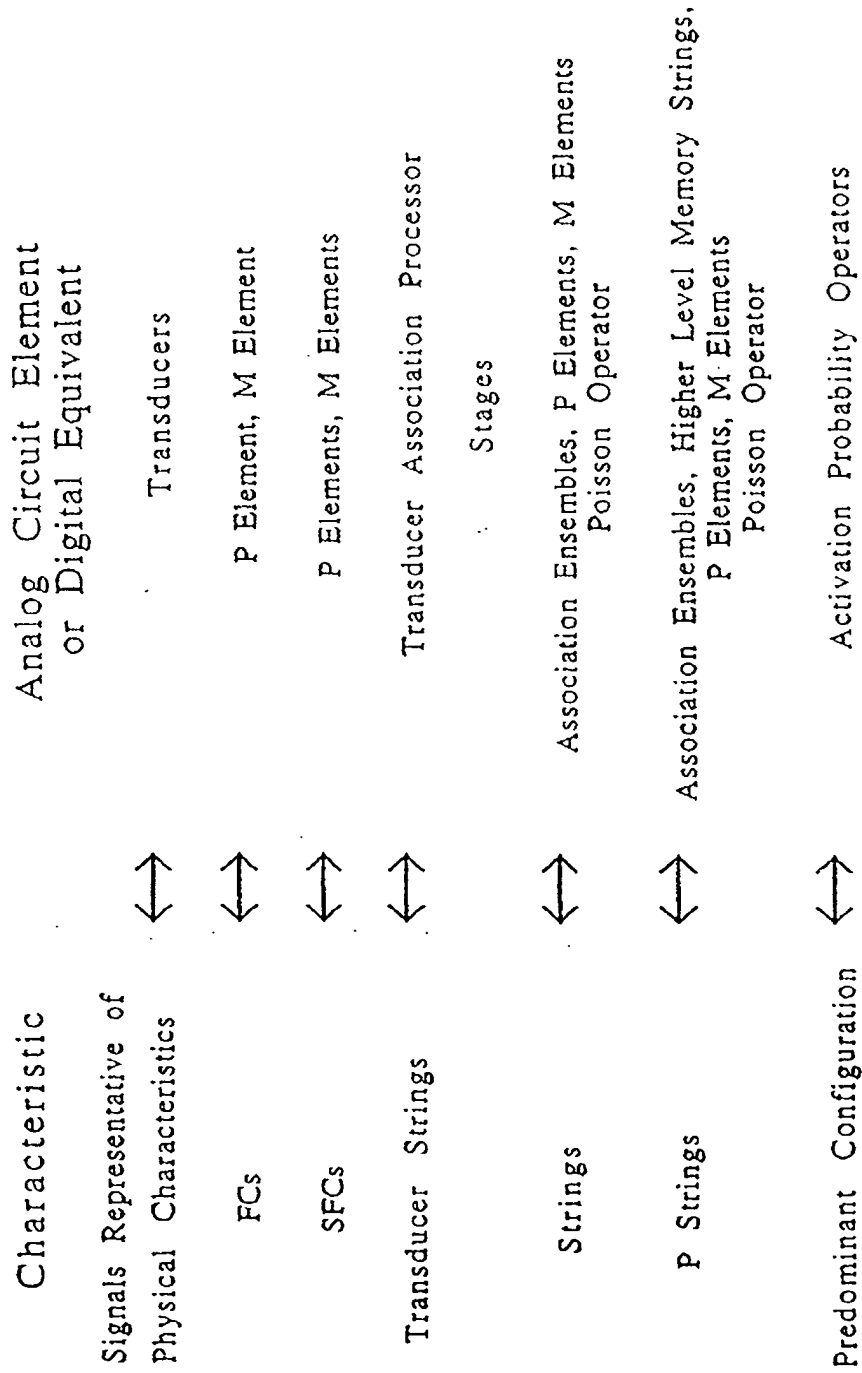 Characteristic
Analog Circuit Element
or Digital Equivalent
Signals Representative of
Physical Characteristics
Transducers
FCs
P Element, M Element
SFCs
P Elements, M Elements
Transducer Strings
Transducer Association Processor
Stages
Strings
Association Ensembles, P Elements, M Elements
Poisson Operator
P Strings
Association Ensembles, Higher Level Memory Strings,
P Elements, M Elements
Poisson Operator
Predominant Configuration
Activation Probability Operators